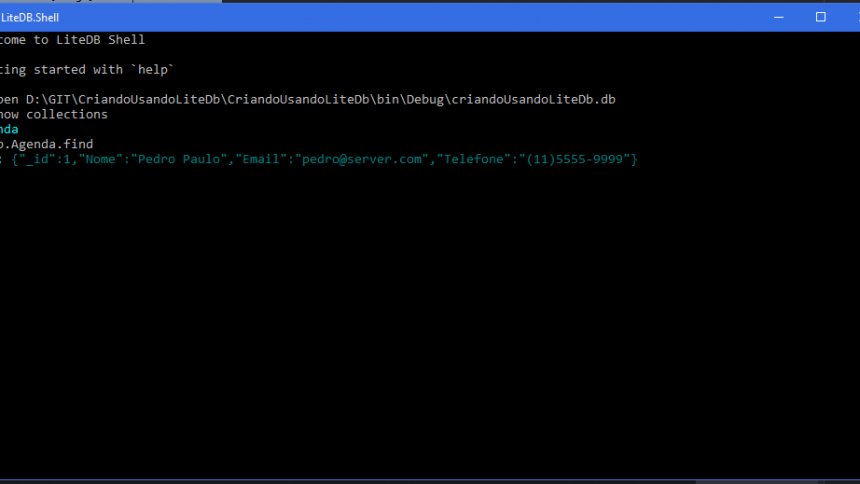 LiteDB.Shell
come to LiteDB Shell
ting started with `help`
pen D:\GIT\CriandoUsandoLiteDb\CriandoUsandoLiteDb\bin\Debug\criandoUsandoLiteDb.db
how collections
nda
b.Agenda.find
: {"_id":1,"Nome":"Pedro Paulo","Email":"pedro@server.com","Telefone":"(11)5555-9999"}